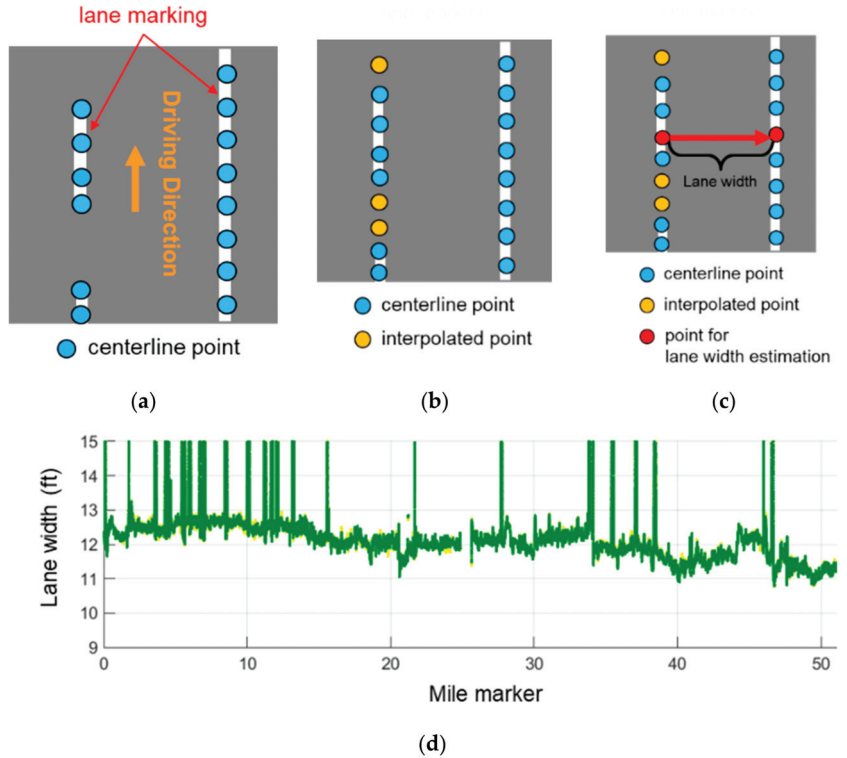 lane marking
Driving Direction
centerline point
(a)
centerline point
interpolated point
(b)
Lane width
centerline point
interpolated point
point for
lane width estimation
(c)
15
14
13
12
11
10
9
Lane width (ft)
0
10
20
30
40
50
Mile marker
(d)